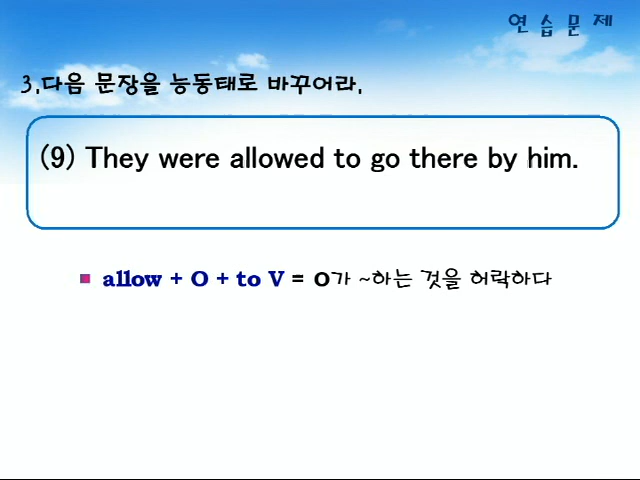 연 습 문 제
3.다음 문장을 능동태로 바꾸어라.
(9) They were allowed to go there by him.
allow + O + to V = O가 ~하는 것을 허락하다